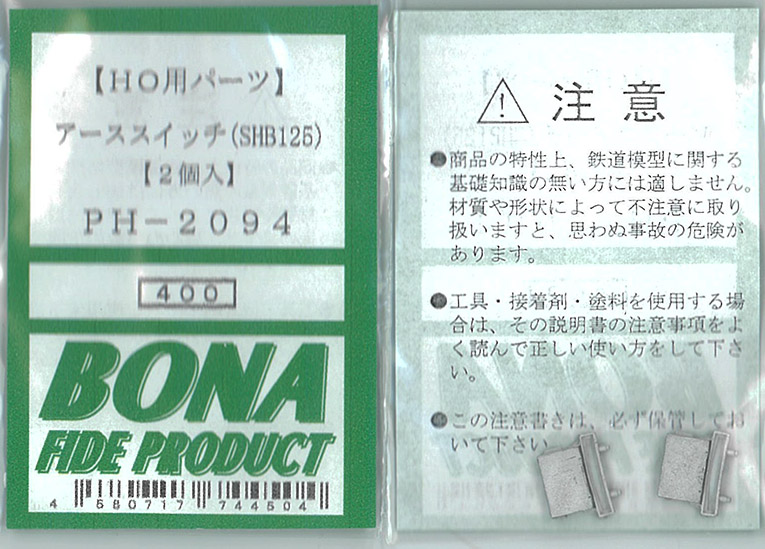 【HO用パーツ】
アーススイッチ(SHB125)
【2個入】
PH-2094
400
BONA
FIDE PRODUCT
4 580717 744504
注意
●商品の特性上、鉄道模型に関する
基礎知識の無い方には適しません。
材質や形状によって不注意に取り
扱いますと、思わぬ事故の危険が
あります。
●工具・接着剤・塗料を使用する場
合は、その説明書の注意事項をよ
く読んで正しい使い方をして下さ
い。
●この注意書きは、必ず保管してお
いて下さい